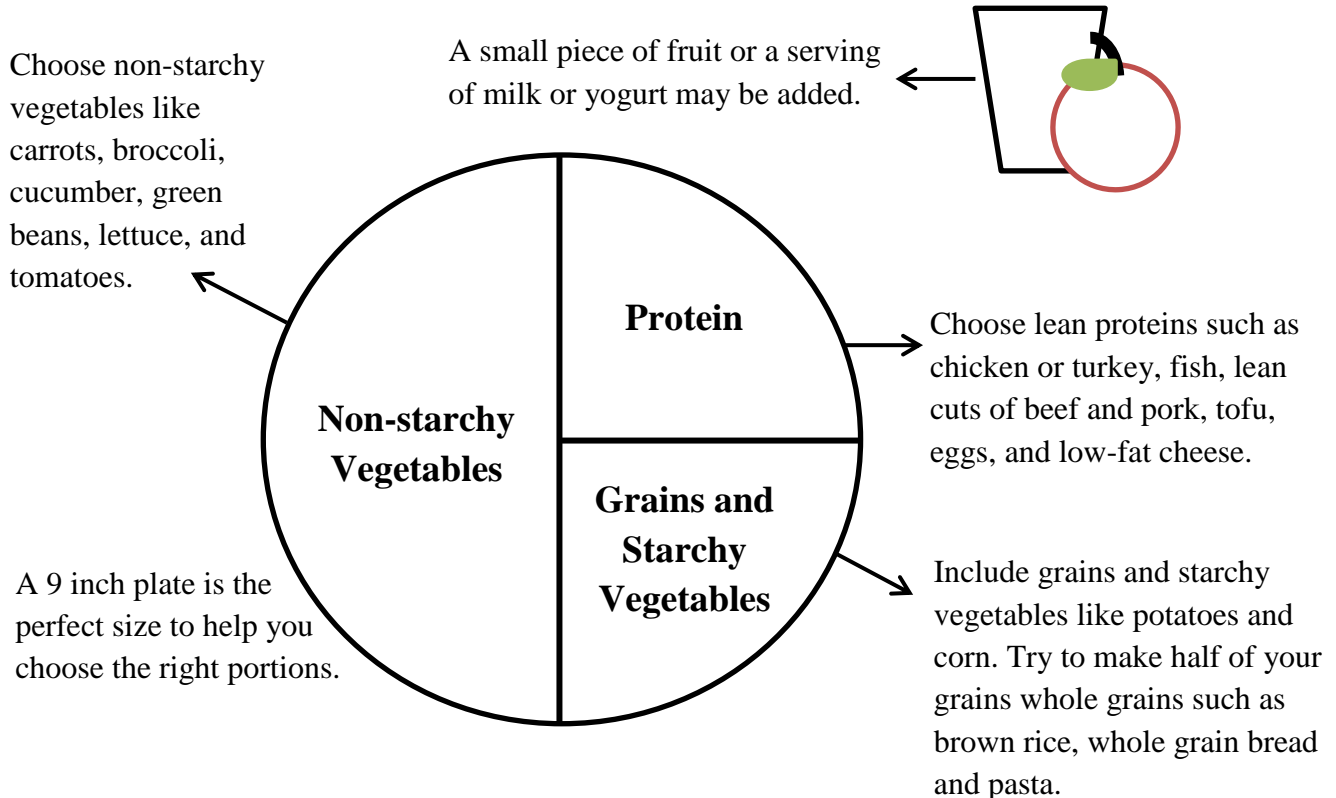 Choose non-starchy
vegetables like
carrots, broccoli,
cucumber, green
beans, lettuce, and
tomatoes.
A small piece of fruit or a serving
of milk or yogurt may be added.
Protein
Choose lean proteins such as
chicken or turkey, fish, lean
cuts of beef and pork, tofu,
eggs, and low-fat cheese.
Non-starchy
Vegetables
Grains and
Starchy
Vegetables
A 9 inch plate is the
perfect size to help you
choose the right portions.
Include grains and starchy
vegetables like potatoes and
corn. Try to make half of your
grains whole grains such as
brown rice, whole grain bread
and pasta.